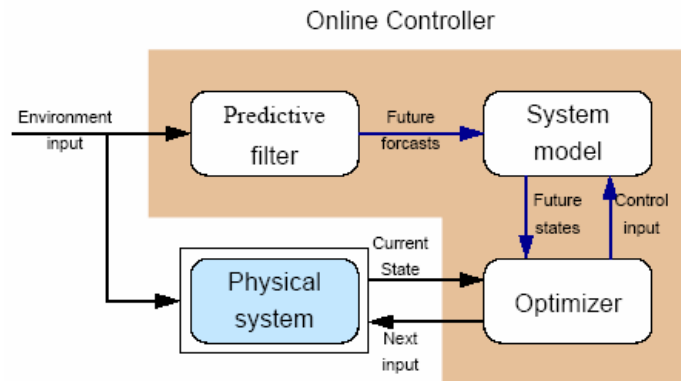 Online Controller
Environment
input
Predictive
filter
Future
forcasts
System
model
Future
states
Control
input
Current
State
Physical
system
Optimizer
Next
input